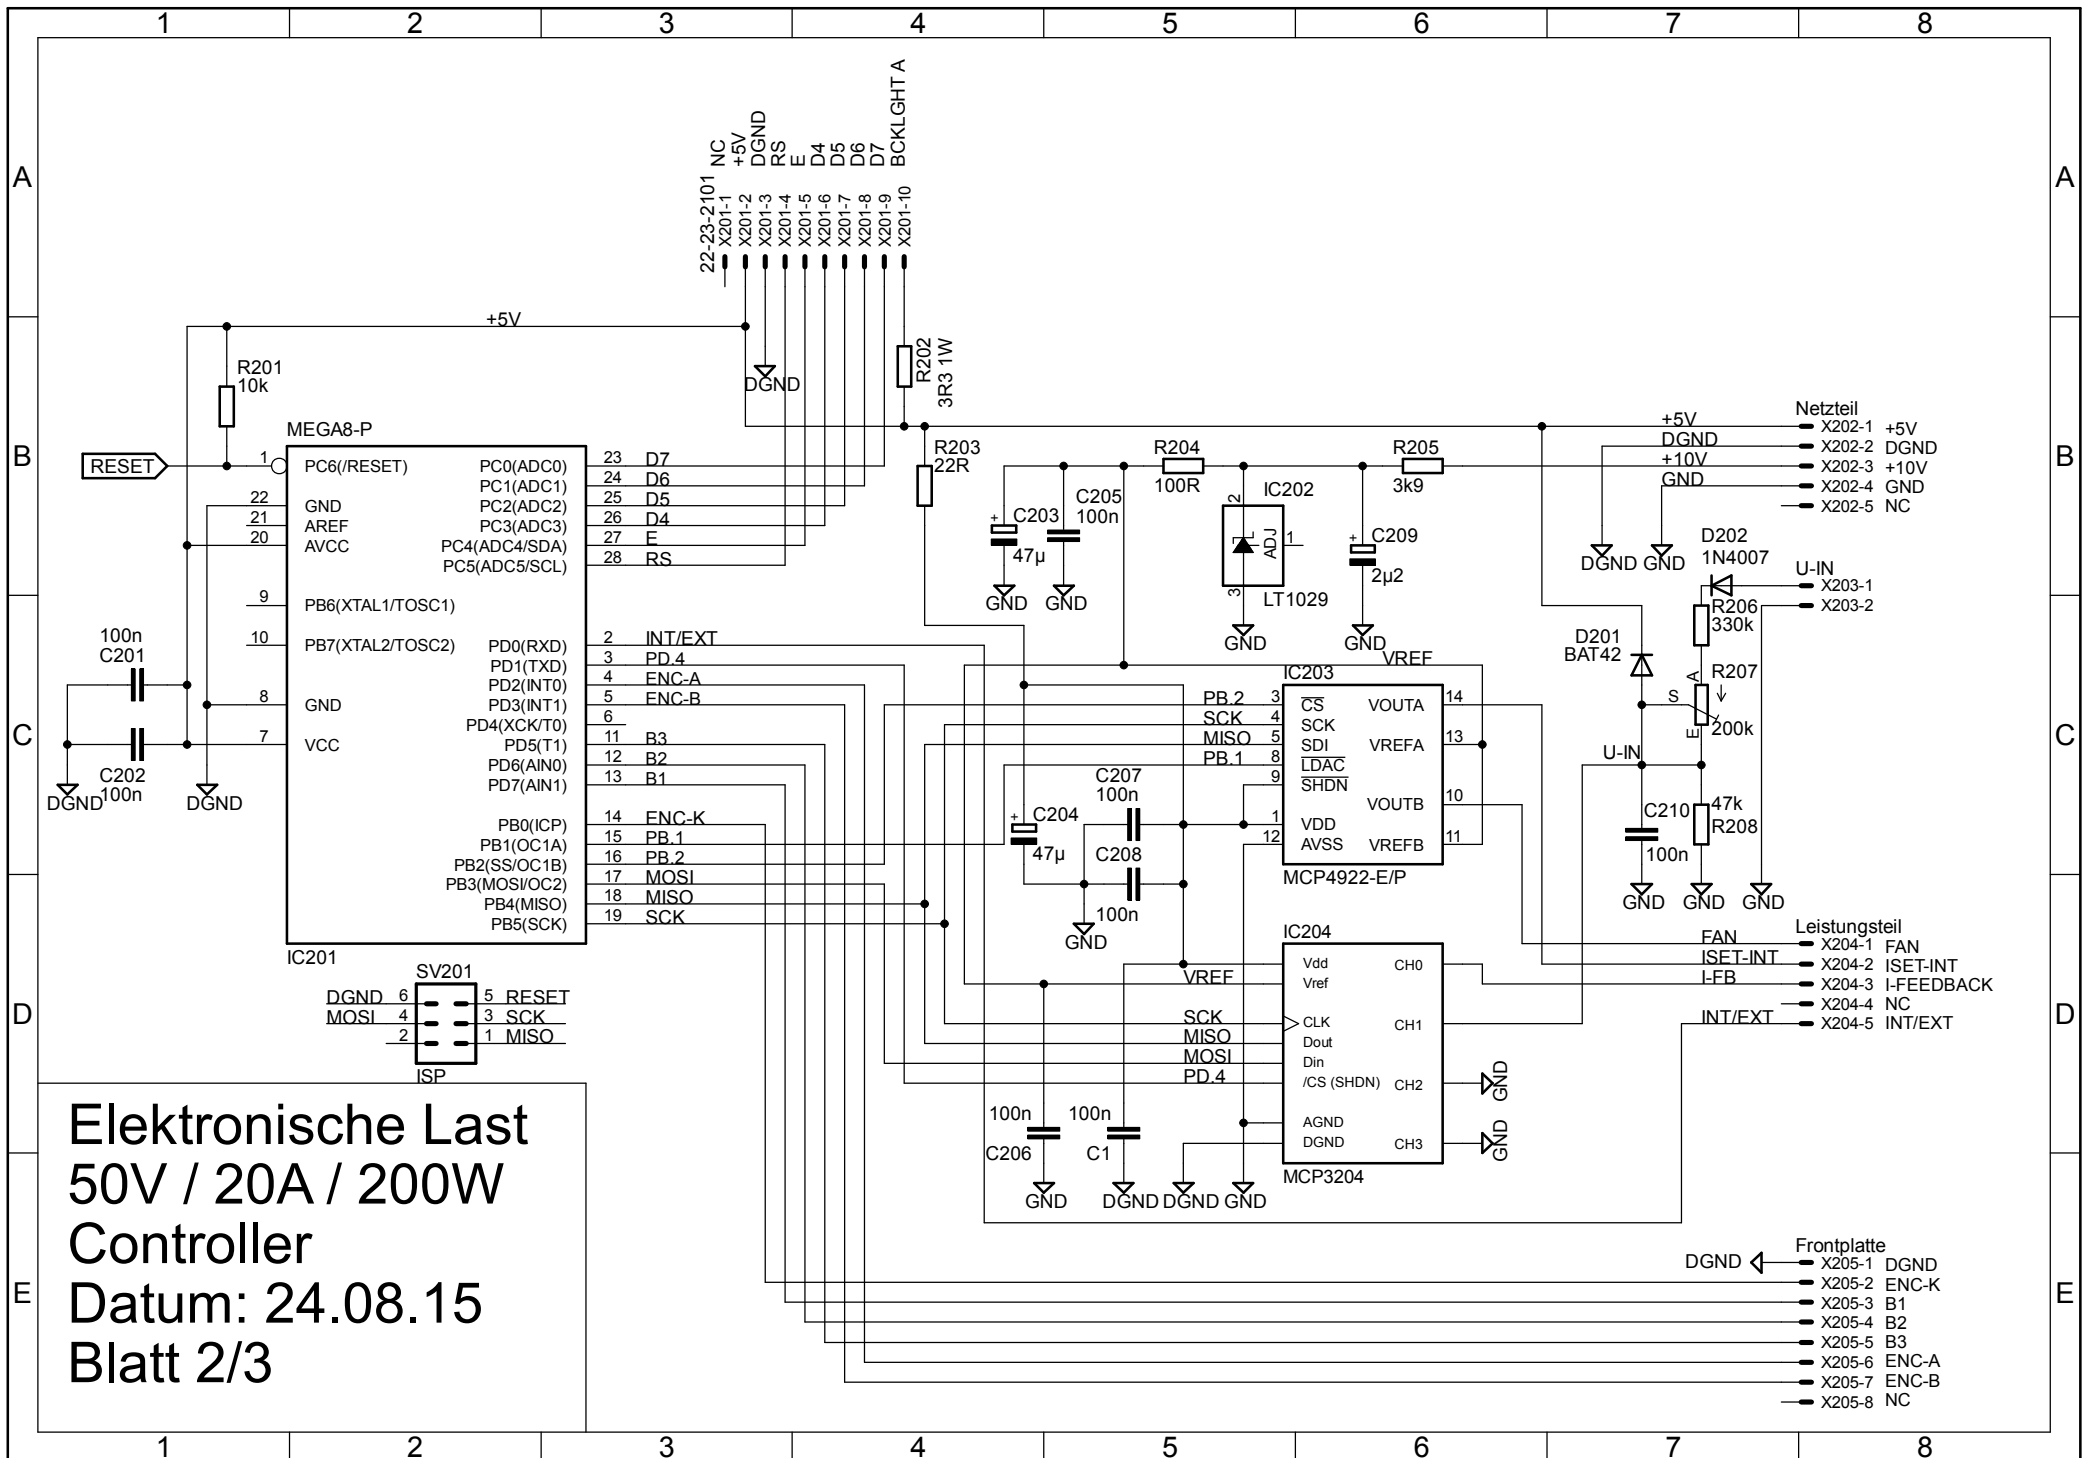 1 2 3 4 5 6 7 8
A A
B B
C C
D D
E E
1 2 3 4 5 6 7 8
22-23-2101
NC X201-1
+5V X201-2
DGND X201-3
RS X201-4
E X201-5
D4 X201-6
D5 X201-7
D6 X201-8
D7 X201-9
BCKLGHT A X201-10
+5V
DGND
R201
10k
RESET
R202
3R3 1W
MEGA8-P
1 PC6(/RESET)
22 GND
21 AREF
20 AVCC
9 PB6(XTAL1/TOSC1)
10 PB7(XTAL2/TOSC2)
8 GND
7 VCC
PC0(ADC0) 23 D7
PC1(ADC1) 24 D6
PC2(ADC2) 25 D5
PC3(ADC3) 26 D4
PC4(ADC4/SDA) 27 E
PC5(ADC5/SCL) 28 RS
PD0(RXD) 2 INT/EXT
PD1(TXD) 3 PD.4
PD2(INT0) 4 ENC-A
PD3(INT1) 5 ENC-B
PD4(XCK/T0) 6
PD5(T1) 11 B3
PD6(AIN0) 12 B2
PD7(AIN1) 13 B1
PB0(ICP) 14 ENC-K
PB1(OC1A) 15 PB.1
PB2(SS/OC1B) 16 PB.2
PB3(MOSI/OC2) 17 MOSI
PB4(MISO) 18 MISO
PB5(SCK) 19 SCK
IC201
100n
C201
C202
100n
DGND
DGND
SV201
DGND 6 5 RESET
MOSI 4 3 SCK
2 1 MISO
ISP
R203
22R
+
C203
47µ
GND
C205
100n
GND
R204
100R
IC202
2
ADJ
1
3
LT1029
GND
R205
3k9
+
C209
2µ2
GND
VREF
+
C204
47µ
C207
100n
C208
100n
GND
IC203
PB.2 3 CS
SCK 4 SCK
MISO 5 SDI
PB.1 8 LDAC
9 SHDN
1 VDD
12 AVSS
VOUTA 14
VREFA 13
VOUTB 10
VREFB 11
MCP4922-E/P
IC204
Vdd
VREF Vref
SCK CLK
MISO Dout
MOSI Din
PD.4 /CS (SHDN)
AGND
DGND
CH0
CH1
CH2 GND
CH3 GND
MCP3204
100n
C206
GND
100n
C1
DGND
DGND
GND
Netzteil
+5V X202-1 +5V
DGND X202-2 DGND
+10V X202-3 +10V
GND X202-4 GND
X202-5 NC
DGND
GND
D202
1N4007
U-IN
X203-1
X203-2
R206
330k
D201
BAT42
A
S
E
R207
200k
U-IN
C210
100n
47k
R208
GND
GND
GND
Leistungsteil
FAN X204-1 FAN
ISET-INT X204-2 ISET-INT
I-FB X204-3 I-FEEDBACK
X204-4 NC
INT/EXT X204-5 INT/EXT
Frontplatte
DGND X205-1 DGND
X205-2 ENC-K
X205-3 B1
X205-4 B2
X205-5 B3
X205-6 ENC-A
X205-7 ENC-B
X205-8 NC
Elektronische Last
50V / 20A / 200W
Controller
Datum: 24.08.15
Blatt 2/3